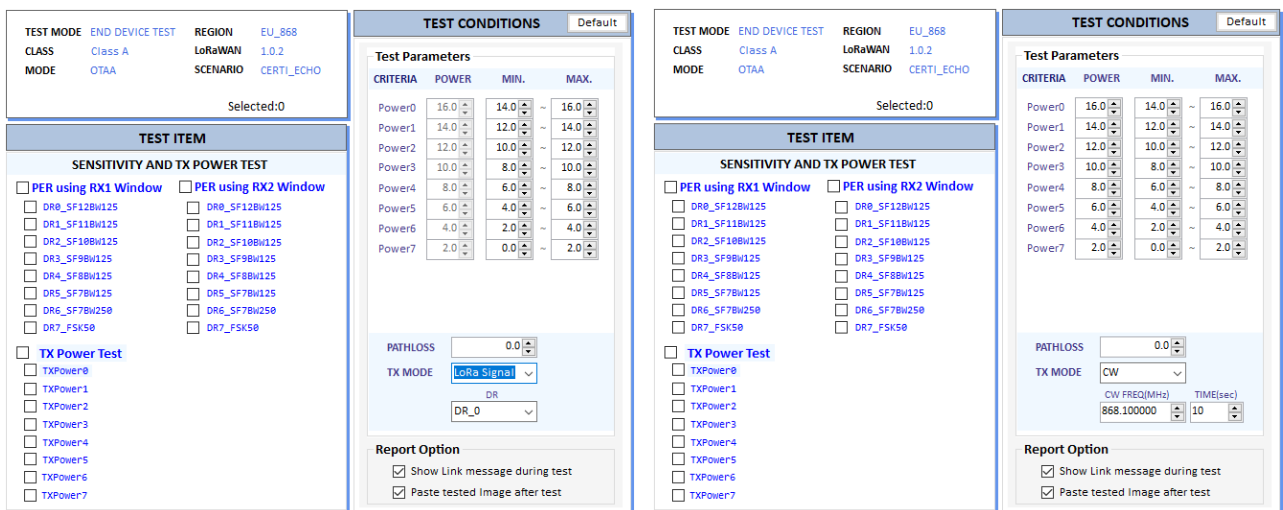 TEST MODE END DEVICE TEST REGION EU_868
CLASS Class A LoRaWAN 1.0.2
MODE OTAA SCENARIO CERTI_ECHO
Selected:0
TEST ITEM
SENSITIVITY AND TX POWER TEST
PER using RX1 Window PER using RX2 Window
DR0_SF12BW125 DR0_SF12BW125
DR1_SF11BW125 DR1_SF11BW125
DR2_SF10BW125 DR2_SF10BW125
DR3_SF9BW125 DR3_SF9BW125
DR4_SF8BW125 DR4_SF8BW125
DR5_SF7BW125 DR5_SF7BW125
DR6_SF7BW250 DR6_SF7BW250
DR7_FSK50 DR7_FSK50
TX Power Test
TXPower0
TXPower1
TXPower2
TXPower3
TXPower4
TXPower5
TXPower6
TXPower7
TEST CONDITIONS Default
Test Parameters
CRITERIA POWER MIN. MAX.
Power0 16.0 14.0 ~ 16.0
Power1 14.0 12.0 ~ 14.0
Power2 12.0 10.0 ~ 12.0
Power3 10.0 8.0 ~ 10.0
Power4 8.0 6.0 ~ 8.0
Power5 6.0 4.0 ~ 6.0
Power6 4.0 2.0 ~ 4.0
Power7 2.0 0.0 ~ 2.0
PATHLOSS 0.0
TX MODE LoRa Signal
DR
DR_0
Report Option
Show Link message during test
Paste tested Image after test
TEST MODE END DEVICE TEST REGION EU_868
CLASS Class A LoRaWAN 1.0.2
MODE OTAA SCENARIO CERTI_ECHO
Selected:0
TEST ITEM
SENSITIVITY AND TX POWER TEST
PER using RX1 Window PER using RX2 Window
DR0_SF12BW125 DR0_SF12BW125
DR1_SF11BW125 DR1_SF11BW125
DR2_SF10BW125 DR2_SF10BW125
DR3_SF9BW125 DR3_SF9BW125
DR4_SF8BW125 DR4_SF8BW125
DR5_SF7BW125 DR5_SF7BW125
DR6_SF7BW250 DR6_SF7BW250
DR7_FSK50 DR7_FSK50
TX Power Test
TXPower0
TXPower1
TXPower2
TXPower3
TXPower4
TXPower5
TXPower6
TXPower7
TEST CONDITIONS Default
Test Parameters
CRITERIA POWER MIN. MAX.
Power0 16.0 14.0 ~ 16.0
Power1 14.0 12.0 ~ 14.0
Power2 12.0 10.0 ~ 12.0
Power3 10.0 8.0 ~ 10.0
Power4 8.0 6.0 ~ 8.0
Power5 6.0 4.0 ~ 6.0
Power6 4.0 2.0 ~ 4.0
Power7 2.0 0.0 ~ 2.0
PATHLOSS 0.0
TX MODE CW
CW FREQ(MHz) TIME(sec)
868.100000 10
Report Option
Show Link message during test
Paste tested Image after test